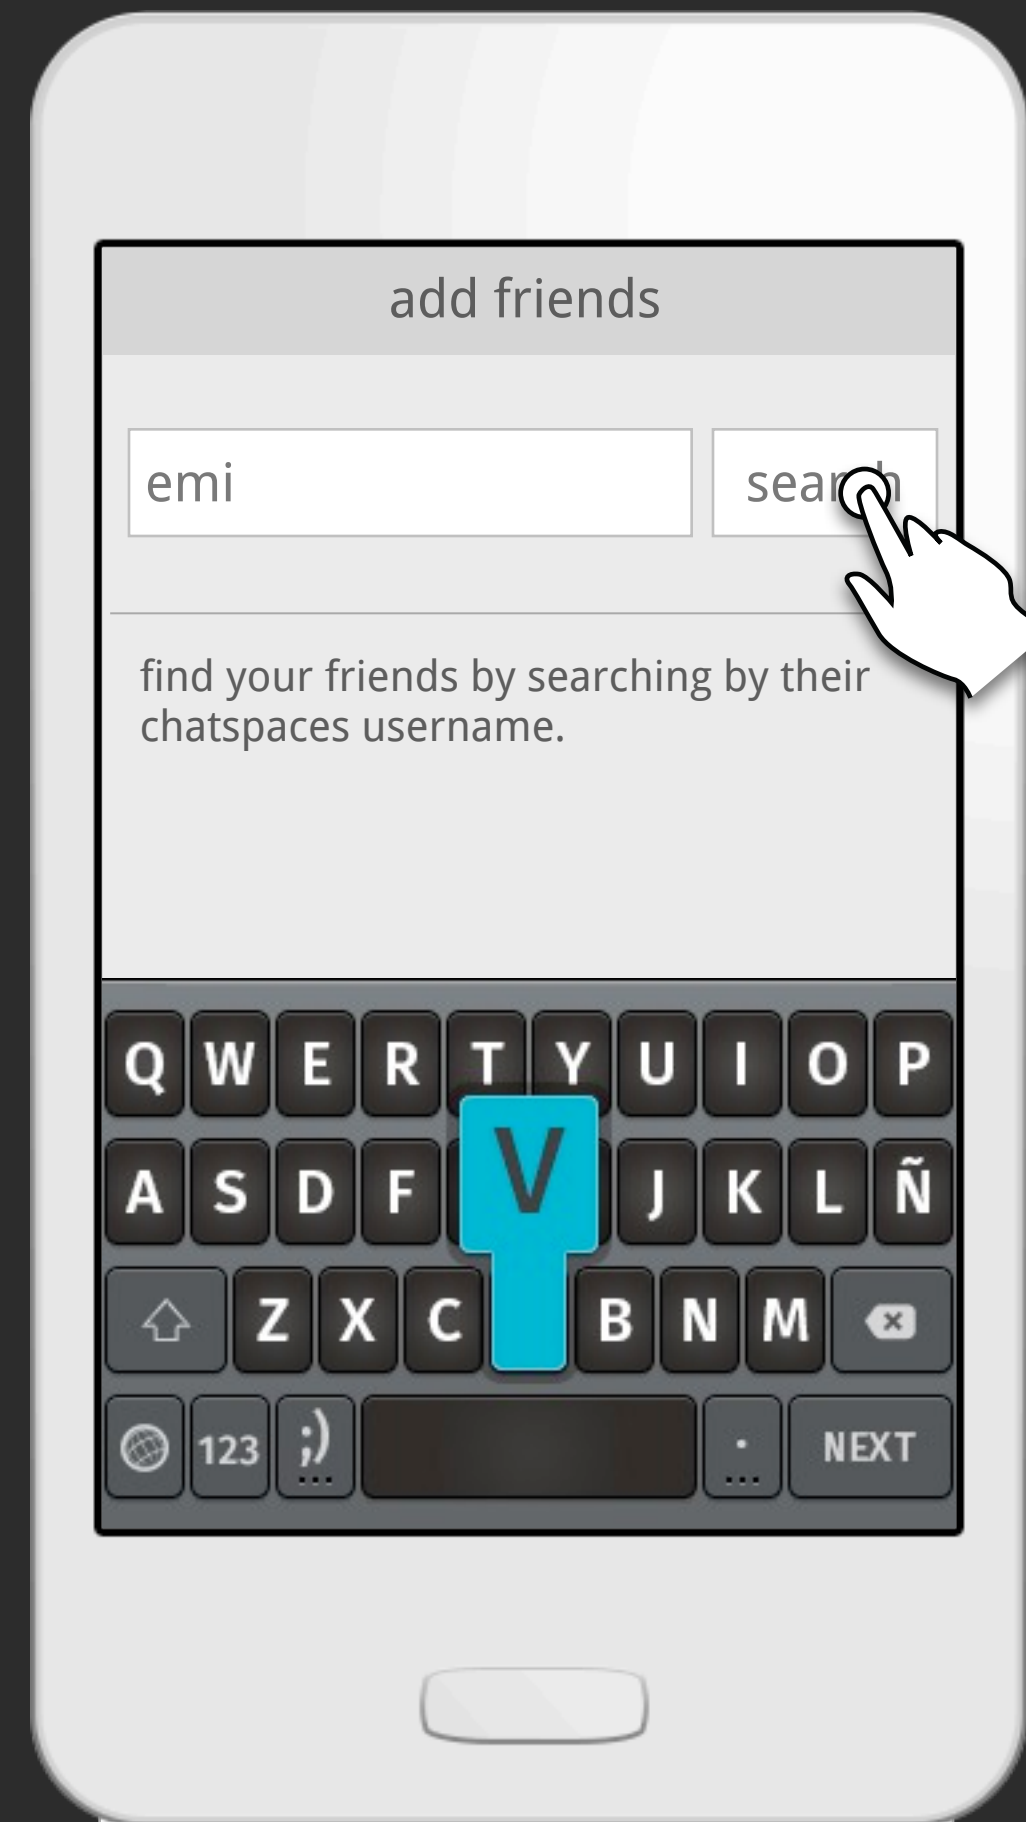 add friends
emi search
find your friends by searching by their
chatspaces username.
Q W E R T Y U I O P
A S D F V J K L Ñ
Z X C B N M
123 ;) ... . ... NEXT